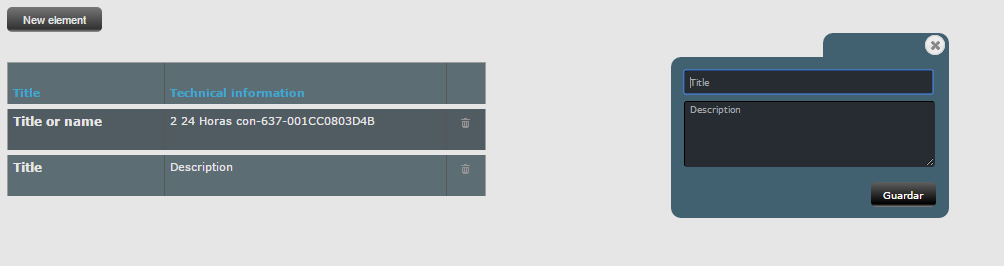 New element
Title Technical information
Title or name 2 24 Horas con-637-001CC0803D4B
Title Description
Title
Description
Guardar